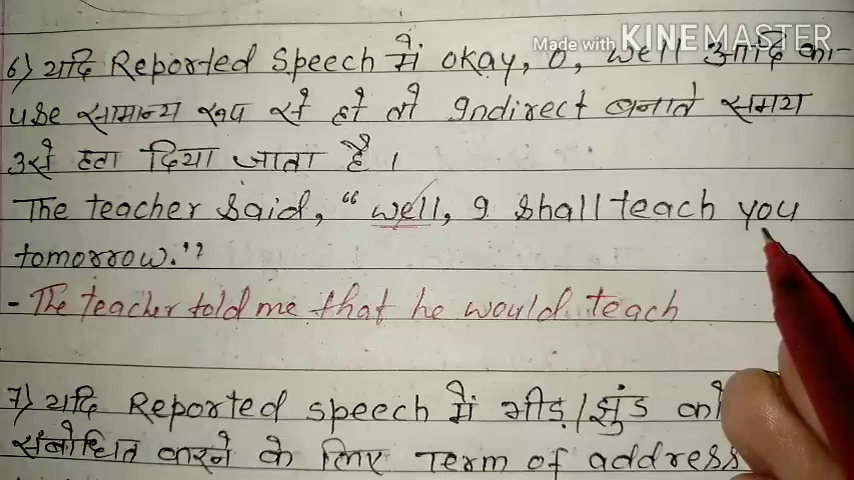 Made with KINEMASTER
6) यदि Reported Speech में okay, o, well आदि का
use सामान्य रूप से हो तो Indirect बनाते समय
उसे हटा दिया जाता है।
The teacher said, “well, I shall teach you
tomorrow.”
- The teacher told me that he would teach
7) यदि Reported speech में भीड़/झुंड को
संबोधित करने के लिए Term of address